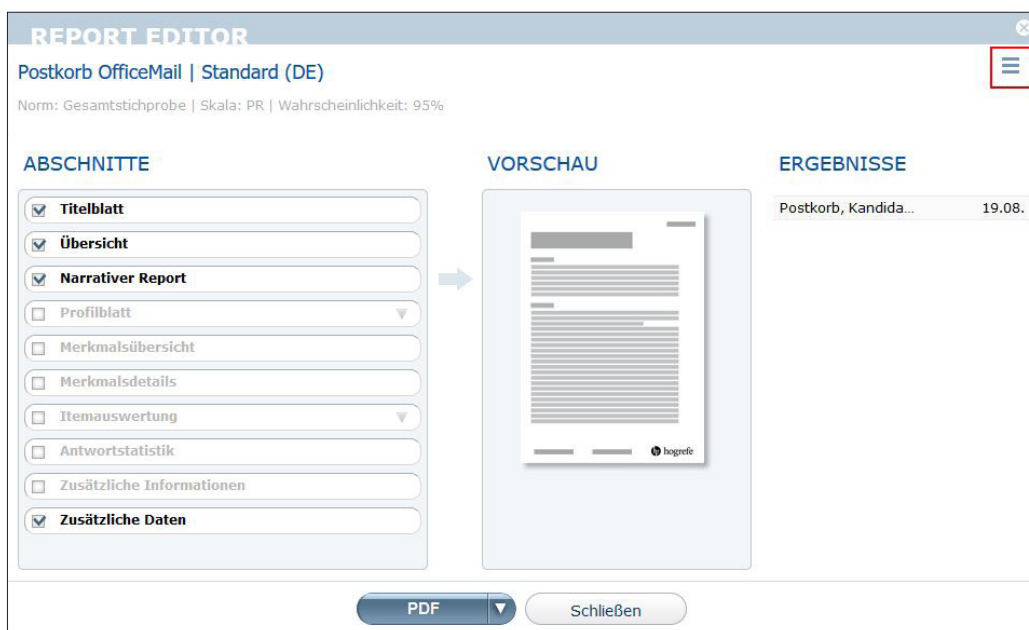 REPORT EDITOR
Postkorb OfficeMail | Standard (DE)
Norm: Gesamtstichprobe | Skala: PR | Wahrscheinlichkeit: 95%
ABSCHNITTE
Titelblatt
Übersicht
Narrativer Report
Profilblatt
Merkmalsübersicht
Merkmalsdetails
Itemauswertung
Antwortstatistik
Zusätzliche Informationen
Zusätzliche Daten
VORSCHAU
hogrefe
ERGEBNISSE
Postkorb, Kandida... 19.08.
PDF
Schließen